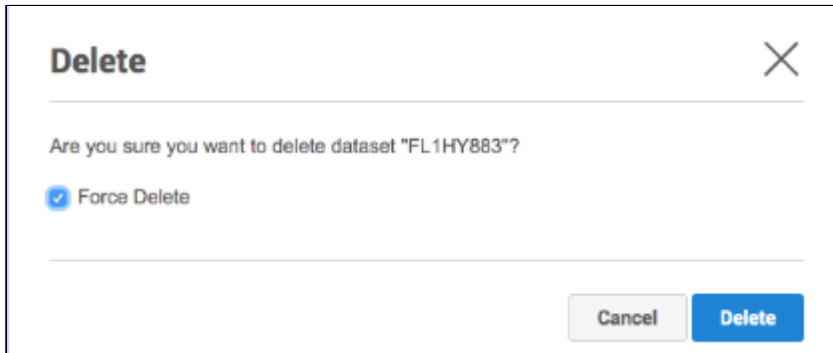 Delete
Are you sure you want to delete dataset "FL1HY883"?
Force Delete
Cancel Delete